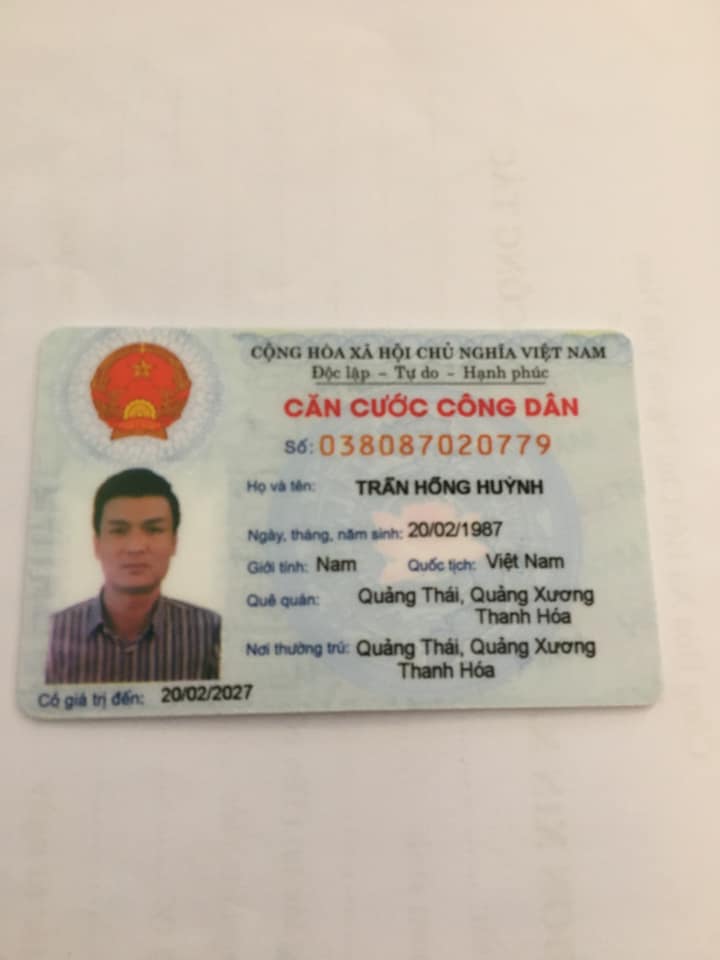 CỘNG HÒA XÃ HỘI CHỦ NGHĨA VIỆT NAM
Độc lập – Tự do – Hạnh phúc
CĂN CƯỚC CÔNG DÂN
Số: 038087020779
Họ và tên: TRẦN HỒNG HUỲNH
Ngày, tháng, năm sinh: 20/02/1987
Giới tính: Nam Quốc tịch: Việt Nam
Quê quán: Quảng Thái, Quảng Xương
Thanh Hóa
Nơi thường trú: Quảng Thái, Quảng Xương
Thanh Hóa
Có giá trị đến: 20/02/2027